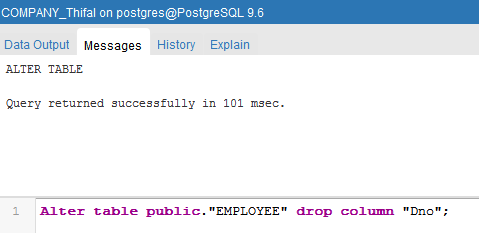 COMPANY_Thifal on postgres@PostgreSQL 9.6
Data Output Messages History Explain
ALTER TABLE
Query returned successfully in 101 msec.
1 Alter table public."EMPLOYEE" drop column "Dno";